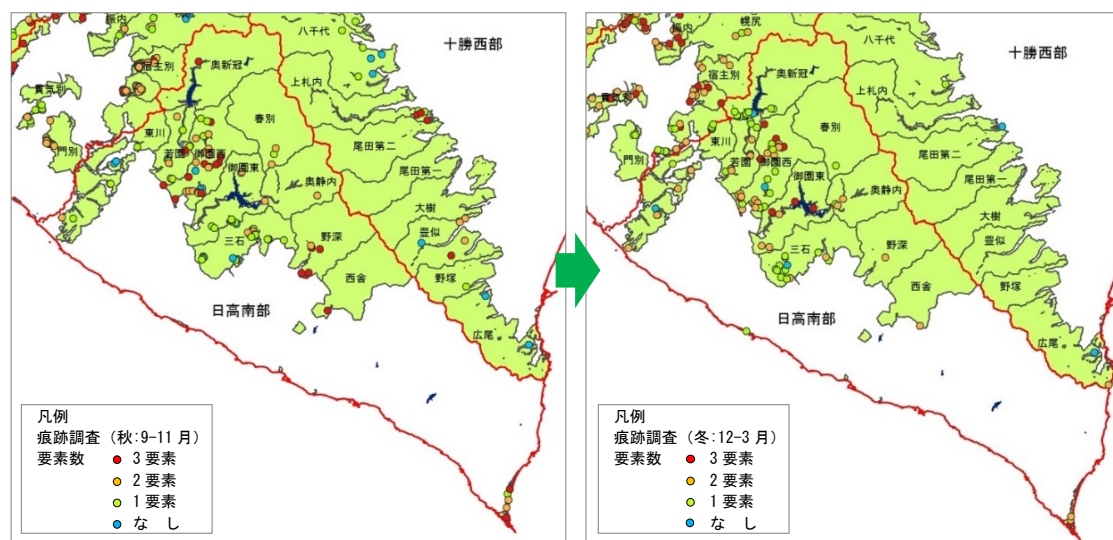 振内
幌尻
八千代
十勝西部
宿主別
奥新冠
上札内
貫気別
春別
東川
尾田第二
門別
若園
御園西
御園東
尾田第一
奥静内
大樹
豊似
三石
野深
野塚
西舎
日高南部
広尾
凡例
痕跡調査（秋:9-11月）
要素数
3要素
2要素
1要素
なし
振内
幌尻
八千代
十勝西部
宿主別
奥新冠
上札内
貫気別
春別
東川
尾田第二
門別
若園
御園西
御園東
尾田第一
奥静内
大樹
豊似
三石
野深
野塚
西舎
日高南部
広尾
凡例
痕跡調査（冬:12-3月）
要素数
3要素
2要素
1要素
なし